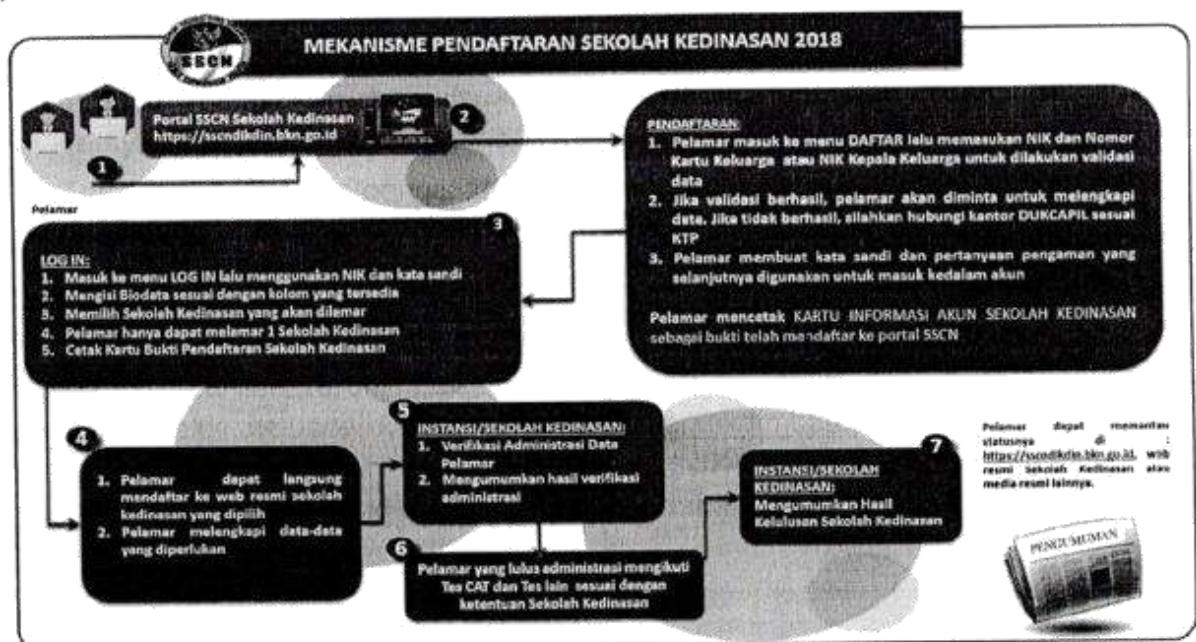 SSCN
MEKANISME PENDAFTARAN SEKOLAH KEDINASAN 2018
1
Portal SSCN Sekolah Kedinasan
https://sscndikdin.bkn.go.id
2
Pelamar
PENDAFTARAN:
1. Pelamar masuk ke menu DAFTAR lalu memasukan NIK dan Nomor
Kartu Keluarga atau NIK Kepala Keluarga untuk dilakukan validasi
data
2. Jika validasi berhasil, pelamar akan diminta untuk melengkapi
data. Jika tidak berhasil, silahkan hubungi kantor DUKCAPIL sesuai
KTP
3. Pelamar membuat kata sandi dan pertanyaan pengaman yang
selanjutnya digunakan untuk masuk kedalam akun
Pelamar mencetak KARTU INFORMASI AKUN SEKOLAH KEDINASAN
sebagai bukti telah mendaftar ke portal SSCN
3
LOG IN:
1. Masuk ke menu LOG IN lalu menggunakan NIK dan kata sandi
2. Mengisi Biodata sesuai dengan kolom yang tersedia
3. Memilih Sekolah Kedinasan yang akan dilamar
4. Pelamar hanya dapat melamar 1 Sekolah Kedinasan
5. Cetak Kartu Bukti Pendaftaran Sekolah Kedinasan
4
1. Pelamar dapat langsung
mendaftar ke web resmi sekolah
kedinasan yang dipilih
2. Pelamar melengkapi data-data
yang diperlukan
5
INSTANSI/SEKOLAH KEDINASAN:
1. Verifikasi Administrasi Data
Pelamar
2. Mengumumkan hasil verifikasi
administrasi
6
Pelamar yang lulus administrasi mengikuti
Tes CAT dan Tes lain sesuai dengan
ketentuan Sekolah Kedinasan
7
INSTANSI/SEKOLAH
KEDINASAN:
Mengumumkan Hasil
Kelulusan Sekolah Kedinasan
Pelamar dapat memantau
statusnya di :
https://sscndikdin.bkn.go.id, web
resmi Sekolah Kedinasan atau
media resmi lainnya.
PENGUMUMAN